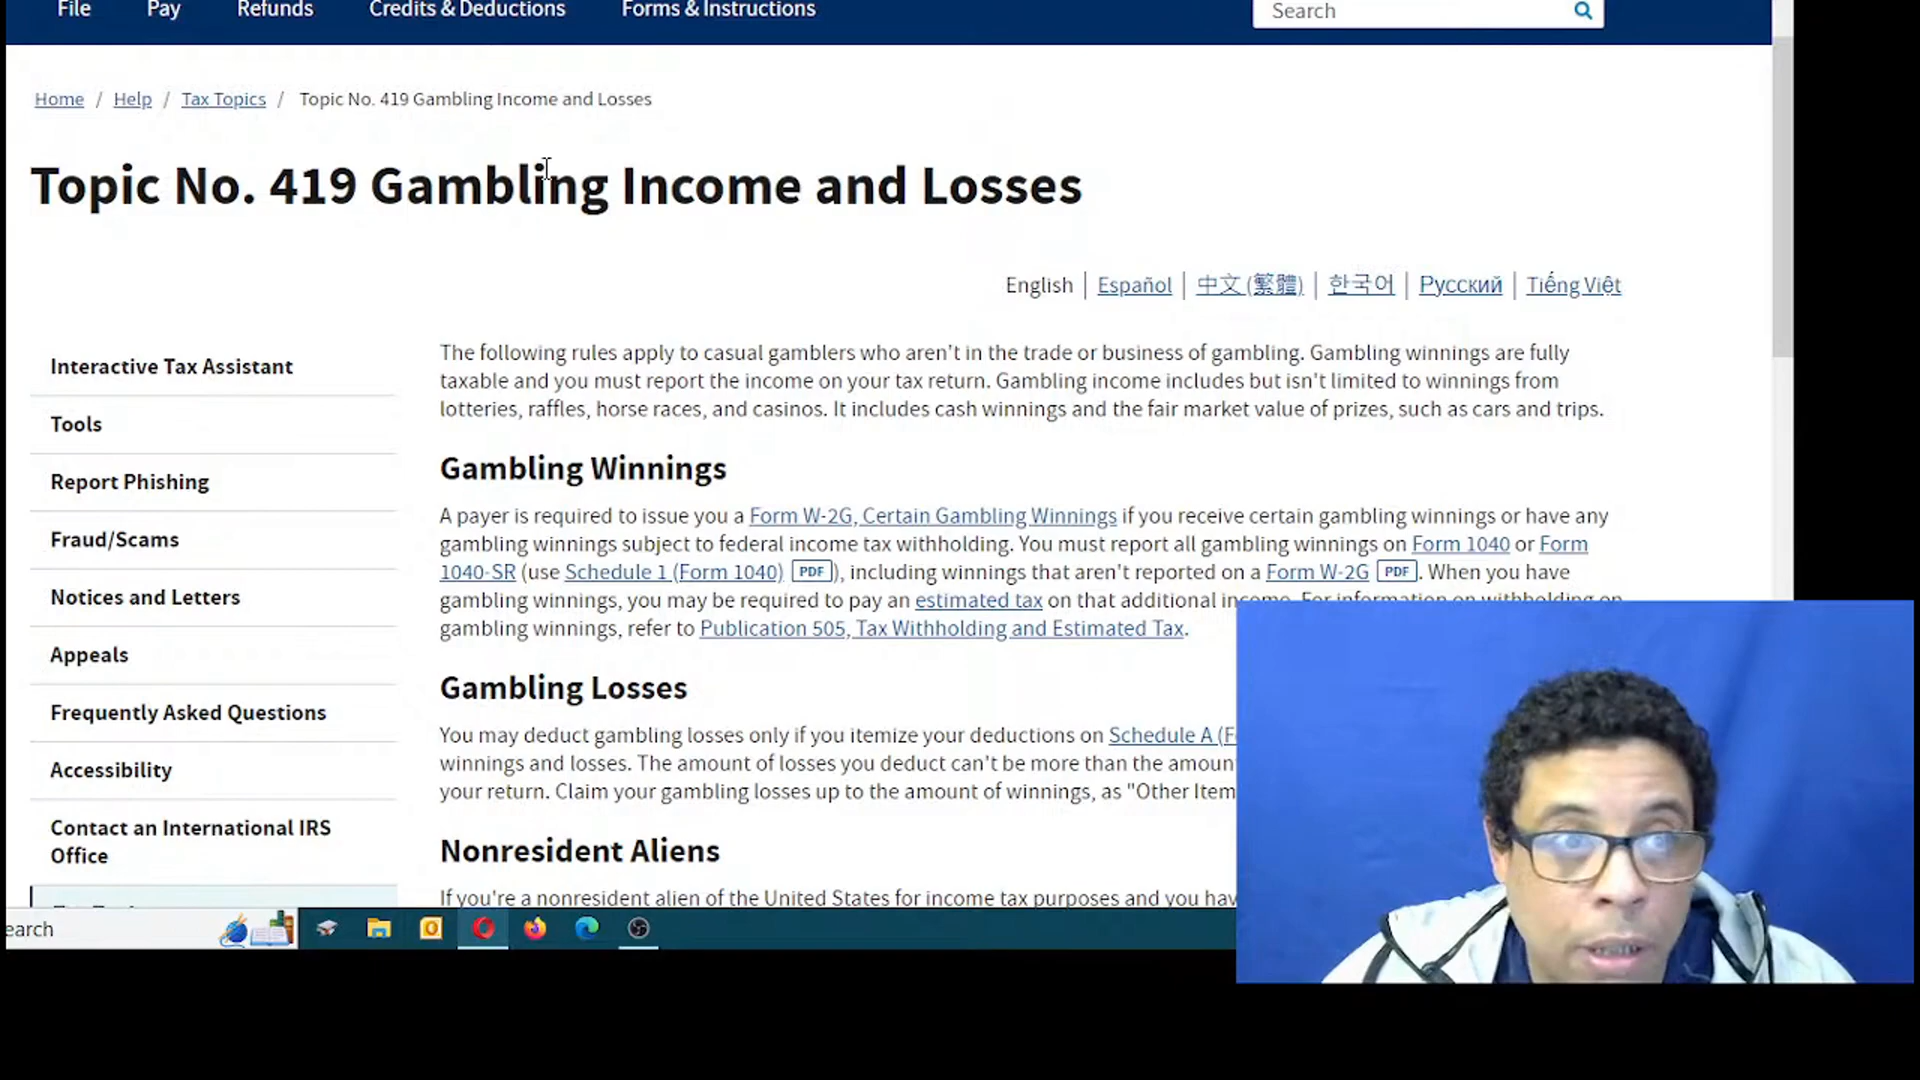 File Pay Refunds Credits & Deductions Forms & Instructions Search
Home / Help / Tax Topics / Topic No. 419 Gambling Income and Losses
Topic No. 419 Gambling Income and Losses
English | Español | 中文 (繁體) | 한국어 | Русский | Tiếng Việt
Interactive Tax Assistant
Tools
Report Phishing
Fraud/Scams
Notices and Letters
Appeals
Frequently Asked Questions
Accessibility
Contact an International IRS
Office
The following rules apply to casual gamblers who aren't in the trade or business of gambling. Gambling winnings are fully
taxable and you must report the income on your tax return. Gambling income includes but isn't limited to winnings from
lotteries, raffles, horse races, and casinos. It includes cash winnings and the fair market value of prizes, such as cars and trips.
Gambling Winnings
A payer is required to issue you a Form W-2G, Certain Gambling Winnings if you receive certain gambling winnings or have any
gambling winnings subject to federal income tax withholding. You must report all gambling winnings on Form 1040 or Form
1040-SR (use Schedule 1 (Form 1040) PDF ), including winnings that aren't reported on a Form W-2G PDF . When you have
gambling winnings, you may be required to pay an estimated tax on that additional income. For information on withholding on
gambling winnings, refer to Publication 505, Tax Withholding and Estimated Tax.
Gambling Losses
You may deduct gambling losses only if you itemize your deductions on Schedule A (F
winnings and losses. The amount of losses you deduct can't be more than the amoun
your return. Claim your gambling losses up to the amount of winnings, as "Other Item
Nonresident Aliens
If you're a nonresident alien of the United States for income tax purposes and you hav
earch